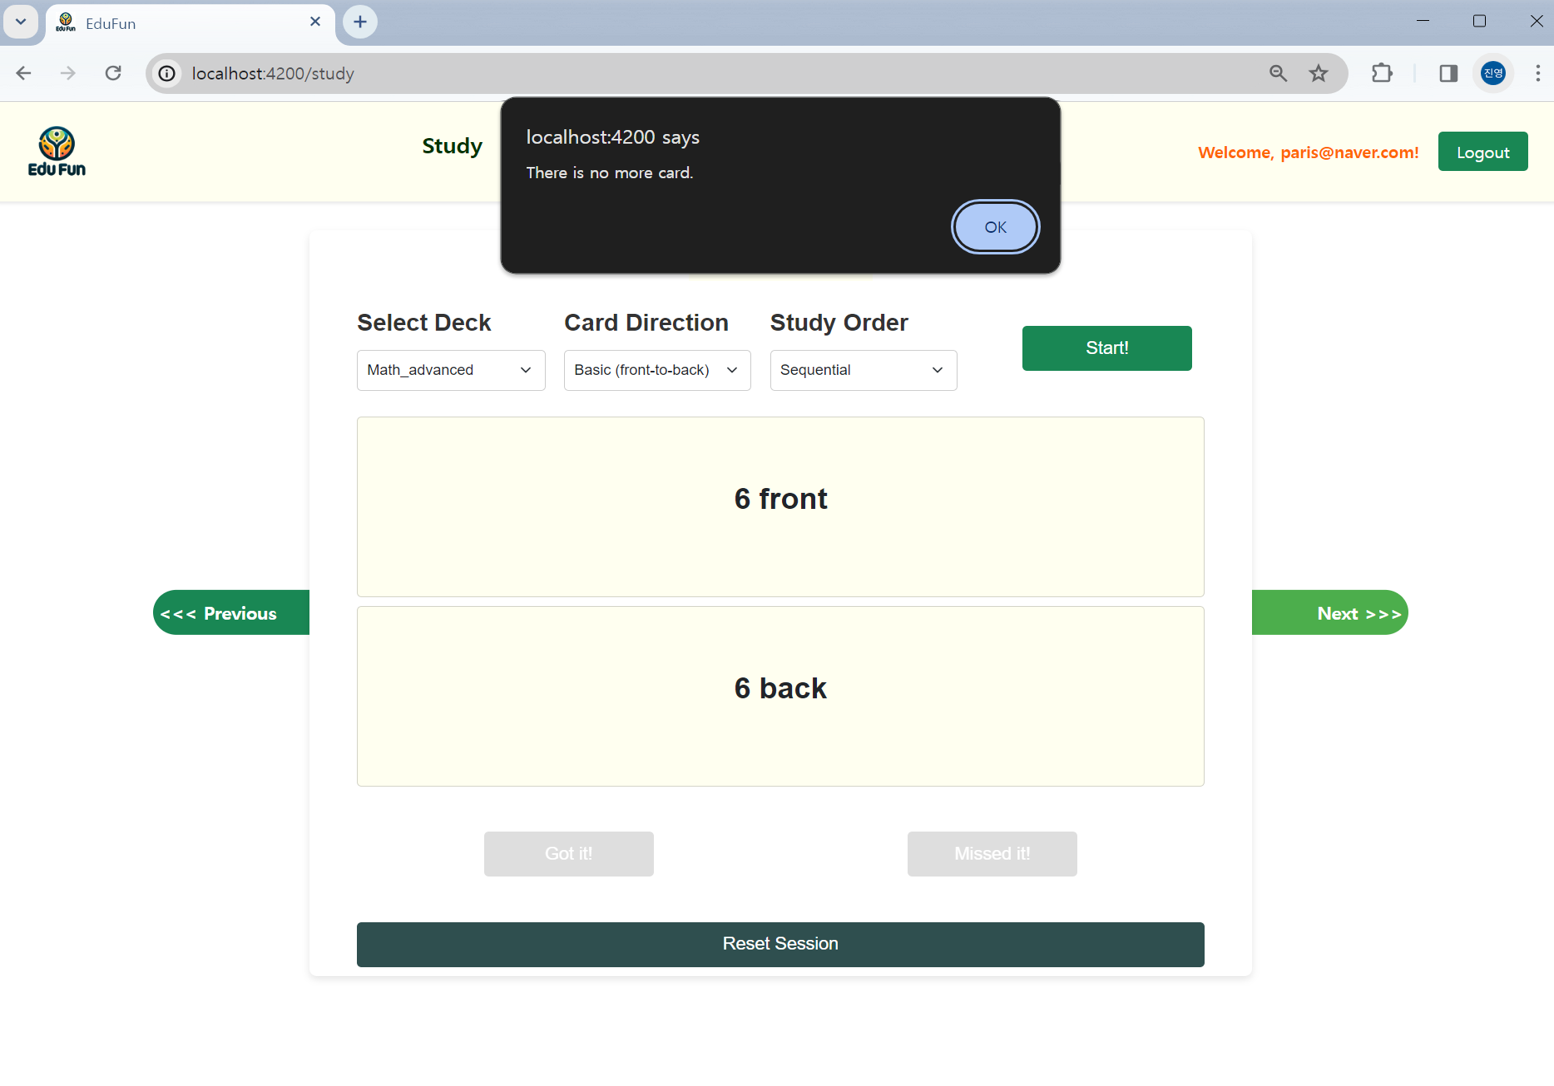 EduFun
localhost:4200/study
진영
Edu Fun
Study
localhost:4200 says
There is no more card.
OK
Welcome, paris@naver.com!
Logout
Select Deck
Card Direction
Study Order
Math_advanced
Basic (front-to-back)
Sequential
Start!
6 front
<<< Previous
Next >>>
6 back
Got it!
Missed it!
Reset Session